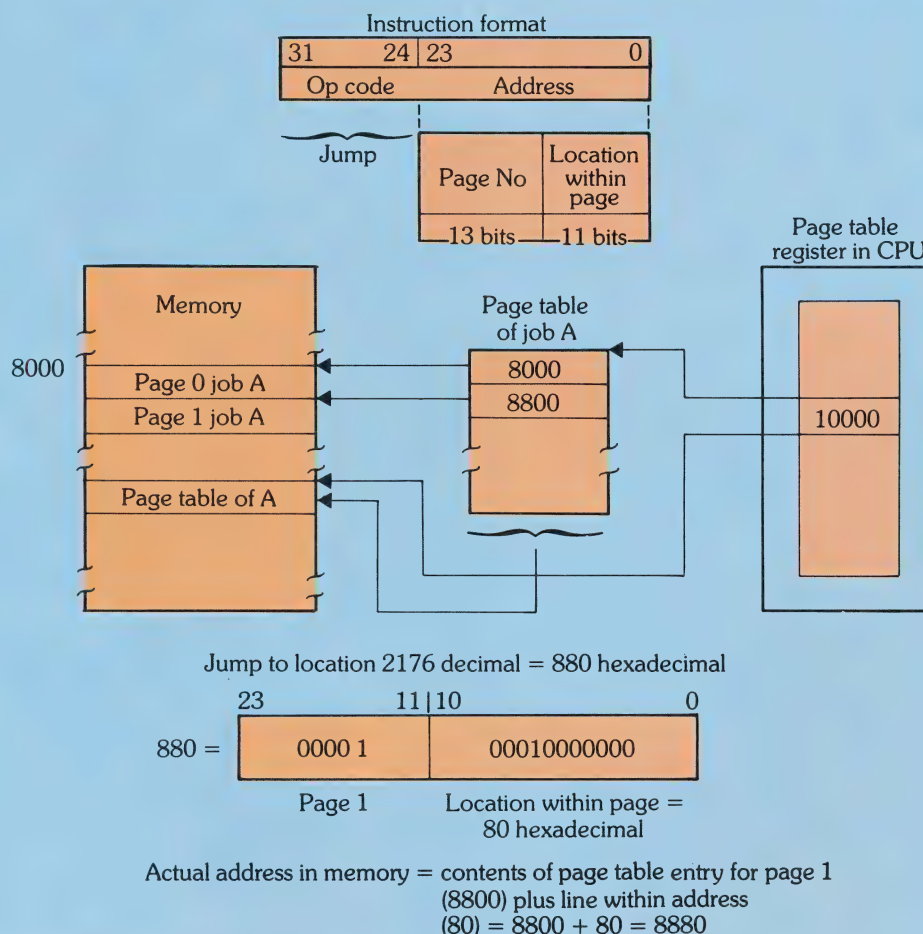 Instruction format
31 24 23 0
Op code Address
Jump
Page No
Location
within
page
13 bits 11 bits
Page table
register in CPU
Memory
Page table
of job A
8000
8000
Page 0 job A
8800
Page 1 job A
10000
Page table of A
Jump to location 2176 decimal = 880 hexadecimal
23 11 | 10 0
880 = 0000 1 00010000000
Page 1
Location within page =
80 hexadecimal
Actual address in memory = contents of page table entry for page 1
(8800) plus line within address
(80) = 8800 + 80 = 8880